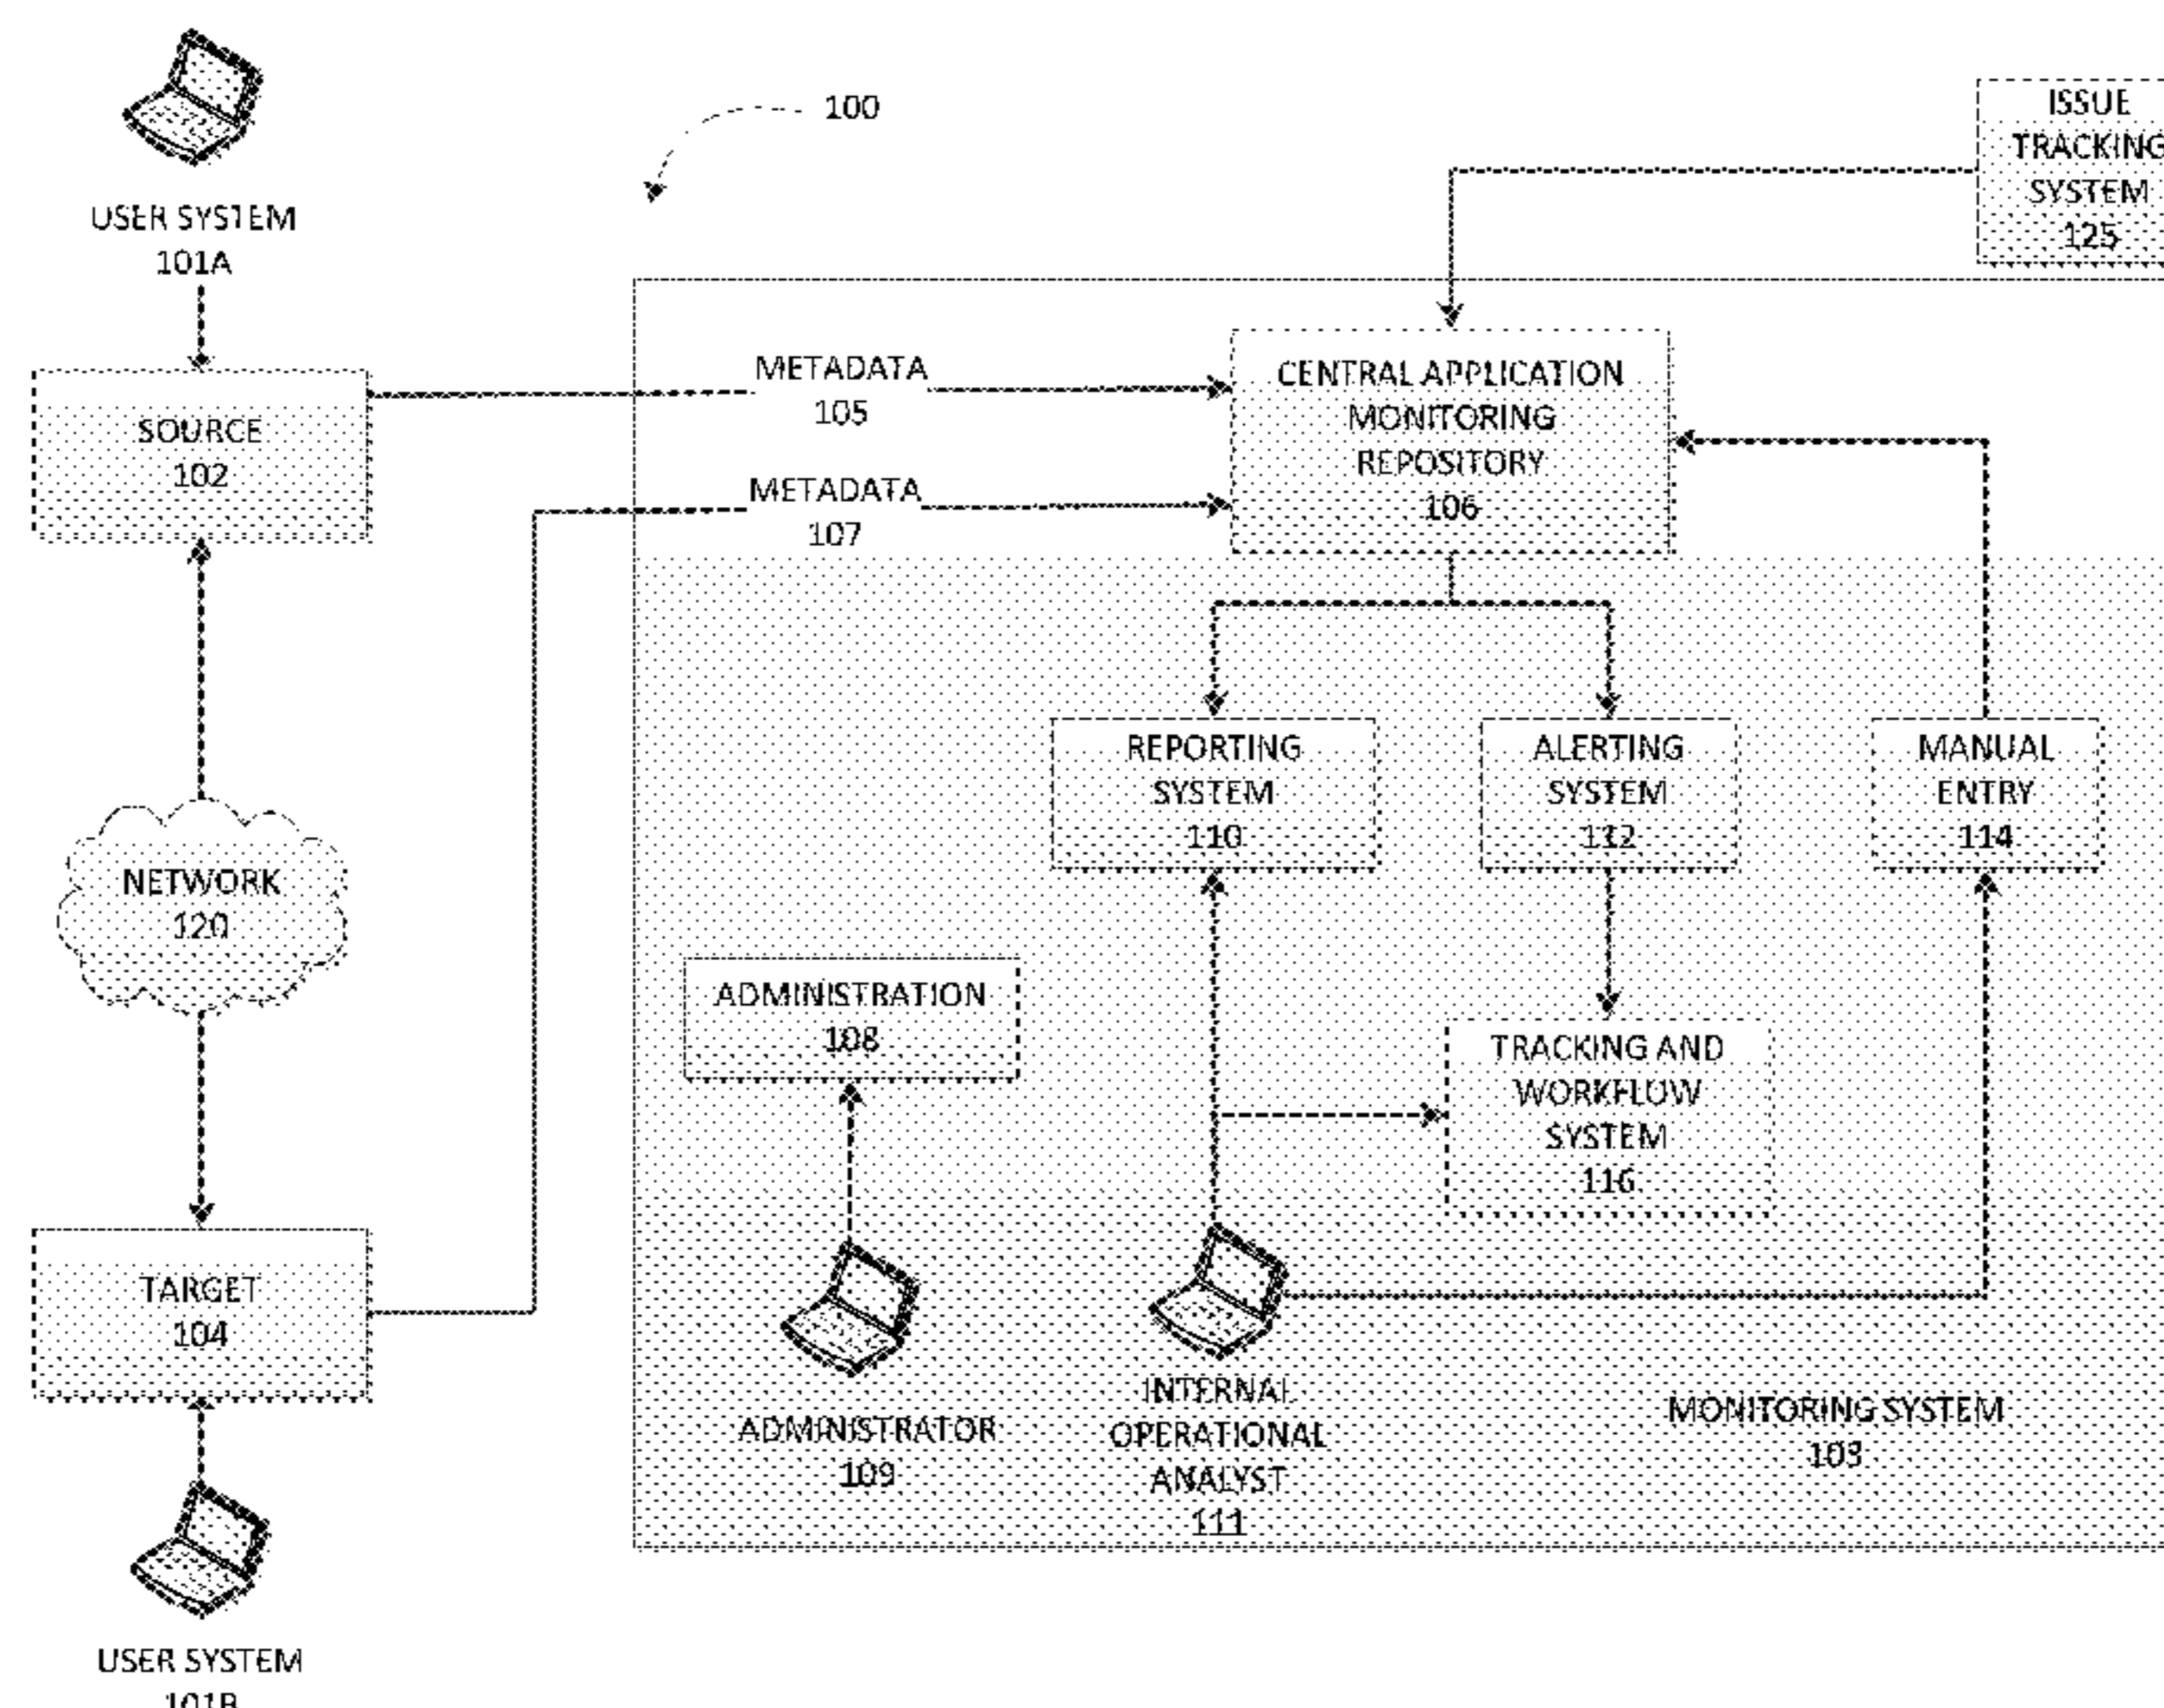 100
ISSUE
TRACKING
SYSTEM
125
USER SYSTEM
101A
SOURCE
102
METADATA
105
METADATA
107
CENTRAL APPLICATION
MONITORING
REPOSITORY
106
NETWORK
120
REPORTING
SYSTEM
110
ALERTING
SYSTEM
112
MANUAL
ENTRY
114
ADMINISTRATION
108
TRACKING AND
WORKFLOW
SYSTEM
116
TARGET
104
ADMINISTRATOR
109
INTERNAL
OPERATIONAL
ANALYST
111
MONITORING SYSTEM
103
USER SYSTEM
101B